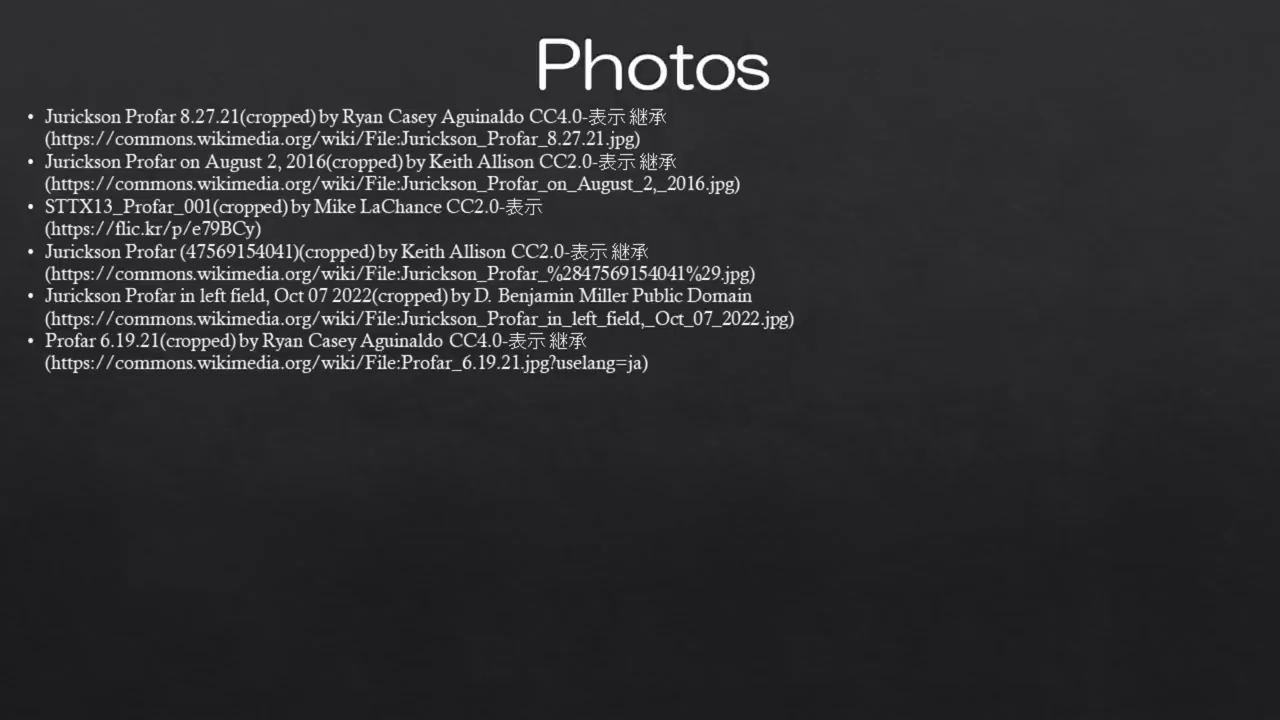 Photos
• Jurickson Profar 8.27.21(cropped) by Ryan Casey Aguinaldo CC4.0-表示 継承
(https://commons.wikimedia.org/wiki/File:Jurickson_Profar_8.27.21.jpg)
• Jurickson Profar on August 2, 2016(cropped) by Keith Allison CC2.0-表示 継承
(https://commons.wikimedia.org/wiki/File:Jurickson_Profar_on_August_2,_2016.jpg)
• STTX13_Profar_001(cropped) by Mike LaChance CC2.0-表示
(https://flic.kr/p/e79BCy)
• Jurickson Profar (47569154041)(cropped) by Keith Allison CC2.0-表示 継承
(https://commons.wikimedia.org/wiki/File:Jurickson_Profar_%2847569154041%29.jpg)
• Jurickson Profar in left field, Oct 07 2022(cropped) by D. Benjamin Miller Public Domain
(https://commons.wikimedia.org/wiki/File:Jurickson_Profar_in_left_field,_Oct_07_2022.jpg)
• Profar 6.19.21(cropped) by Ryan Casey Aguinaldo CC4.0-表示 継承
(https://commons.wikimedia.org/wiki/File:Profar_6.19.21.jpg?uselang=ja)